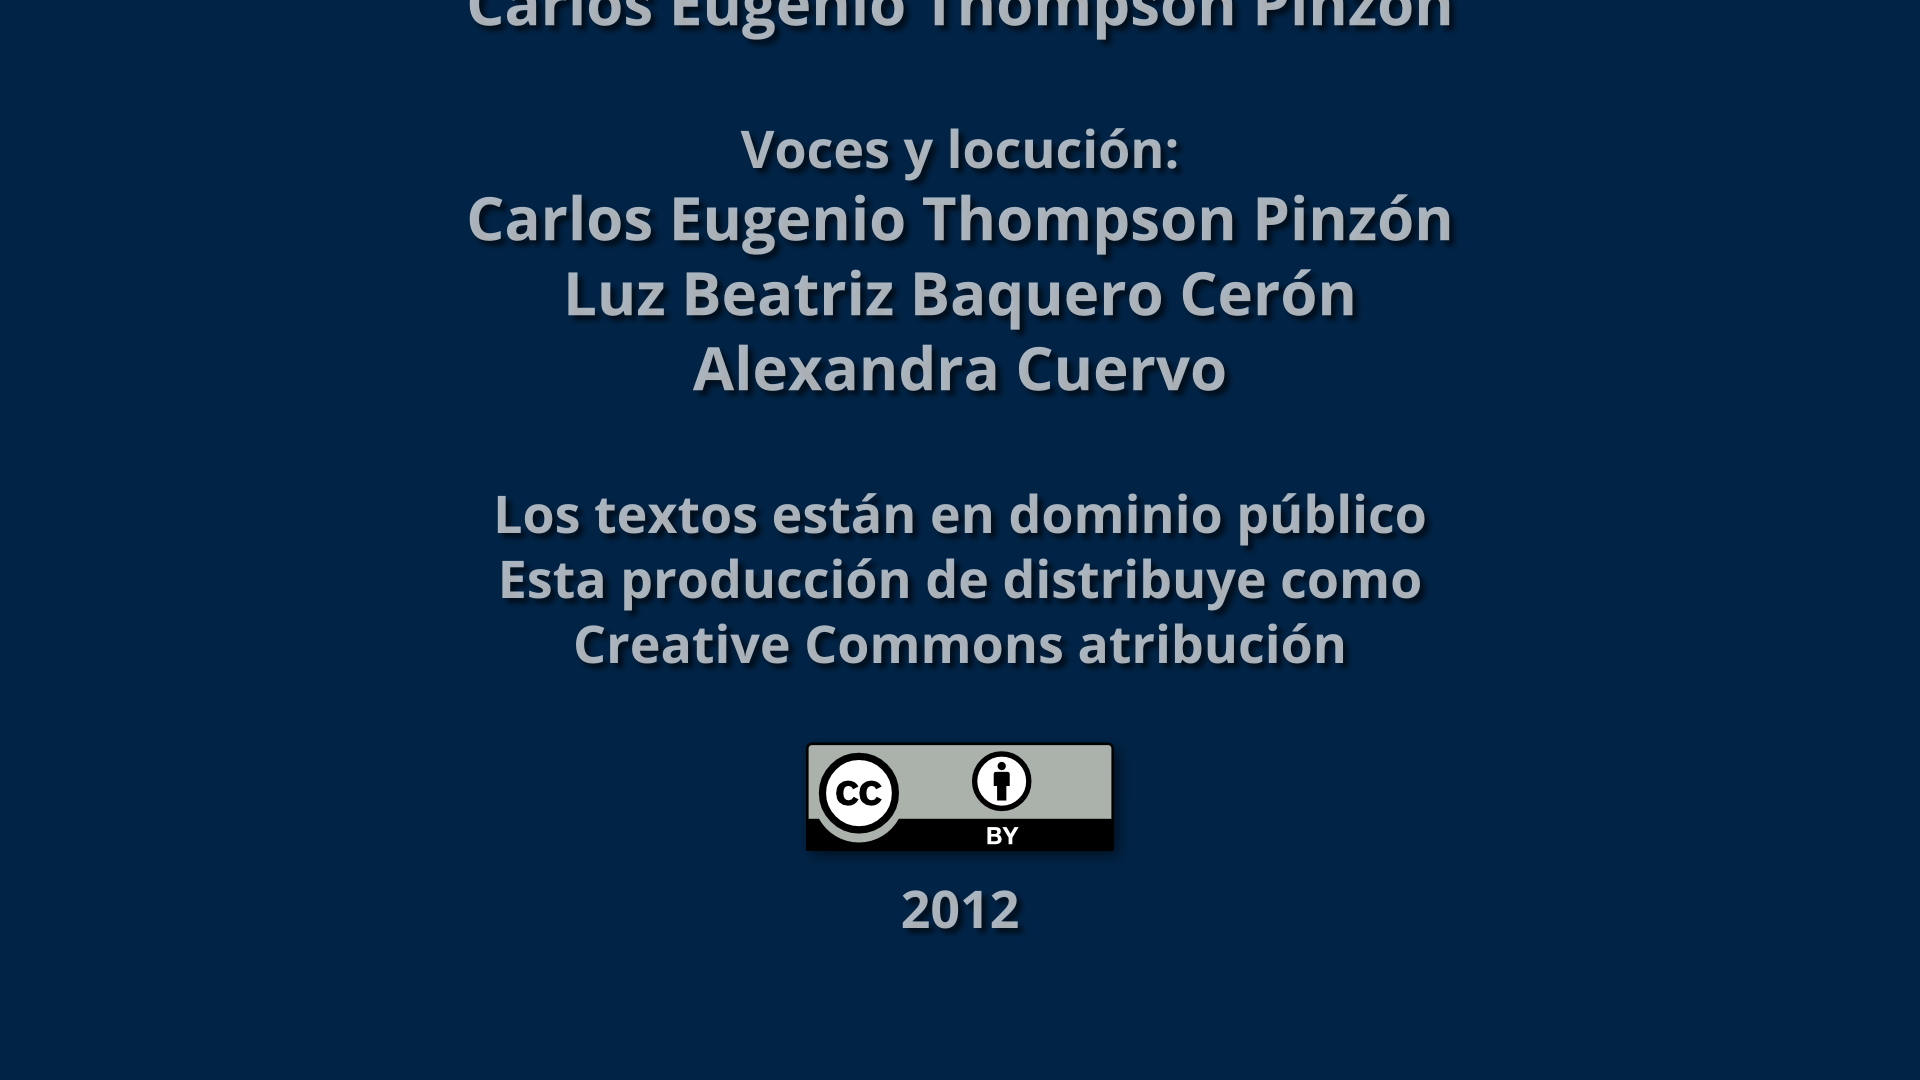 Carlos Eugenio Thompson Pinzón
Voces y locución:
Carlos Eugenio Thompson Pinzón
Luz Beatriz Baquero Cerón
Alexandra Cuervo
Los textos están en dominio público
Esta producción de distribuye como
Creative Commons atribución
cc
BY
2012